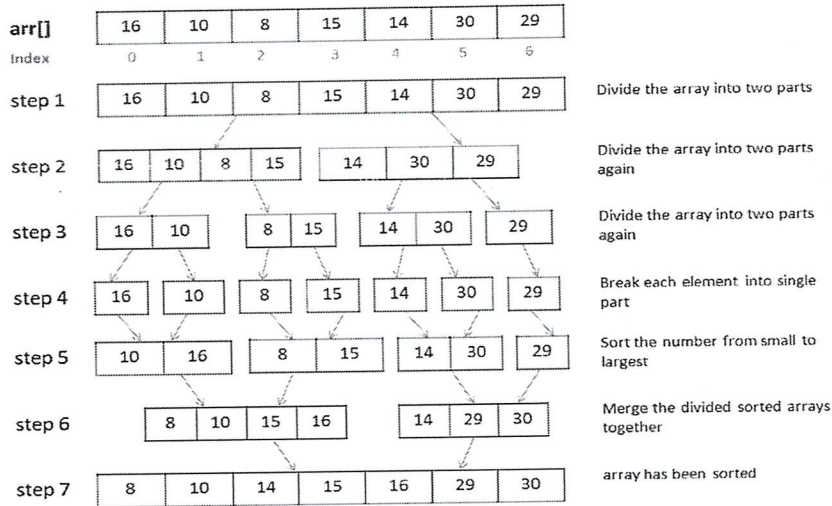 arr[] 16 10 8 15 14 30 29
Index 0 1 2 3 4 5 6
step 1 16 10 8 15 14 30 29 Divide the array into two parts
step 2 16 10 8 15 14 30 29 Divide the array into two parts
again
step 3 16 10 8 15 14 30 29 Divide the array into two parts
again
step 4 16 10 8 15 14 30 29 Break each element into single
part
step 5 10 16 8 15 14 30 29 Sort the number from small to
largest
step 6 8 10 15 16 14 29 30 Merge the divided sorted arrays
together
step 7 8 10 14 15 16 29 30 array has been sorted